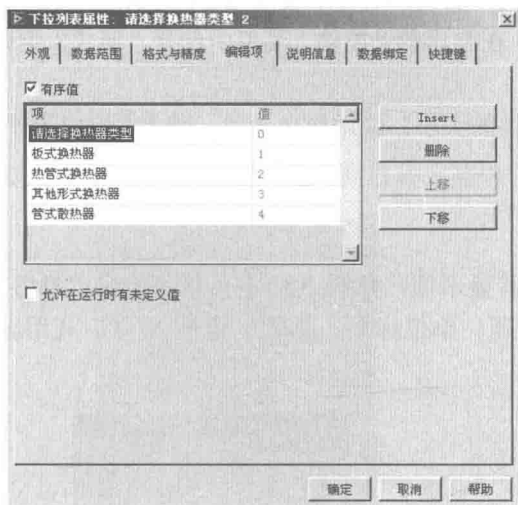 下拉列表属性: 请选择换热器类型 2
外观 数据范围 格式与精度 编辑项 说明信息 数据绑定 快捷键
有序值
项 值
请选择换热器类型 0
板式换热器 1
热管式换热器 2
其他形式换热器 3
管式散热器 4
Insert
删除
上移
下移
允许在运行时有未定义值
确定 取消 帮助